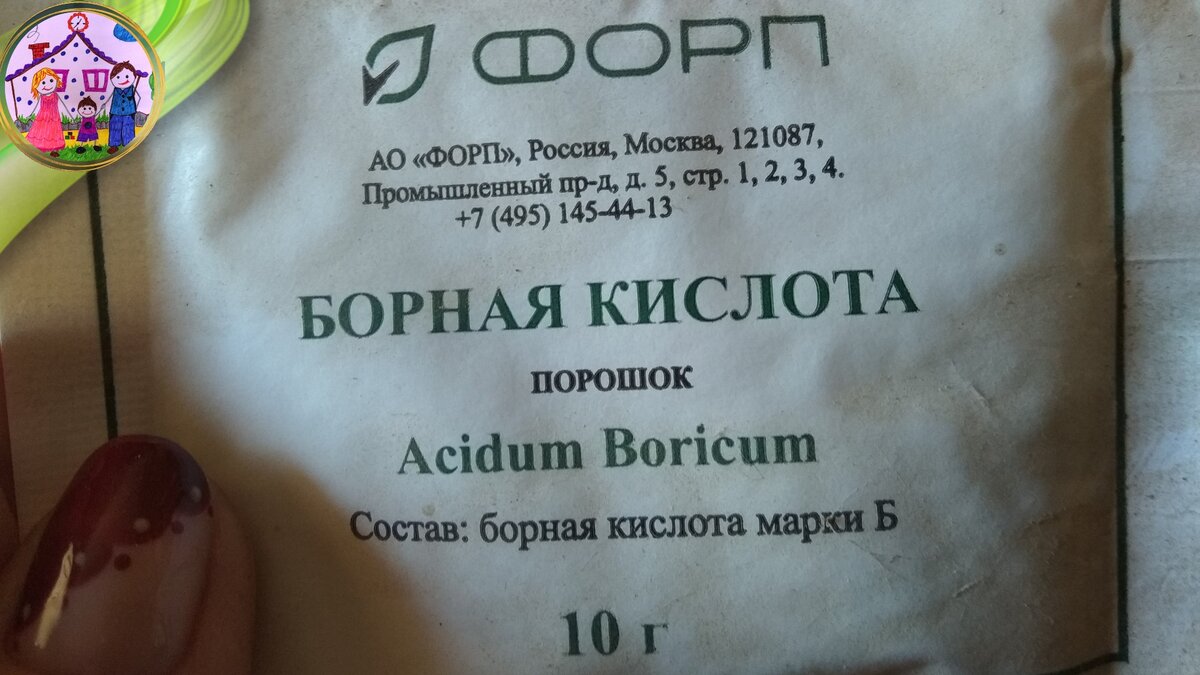 ФОРП
АО «ФОРП», Россия, Москва, 121087,
Промышленный пр-д, д. 5, стр. 1, 2, 3, 4.
+7 (495) 145-44-13
БОРНАЯ КИСЛОТА
ПОРОШОК
Acidum Boricum
Состав: борная кислота марки Б
10 г